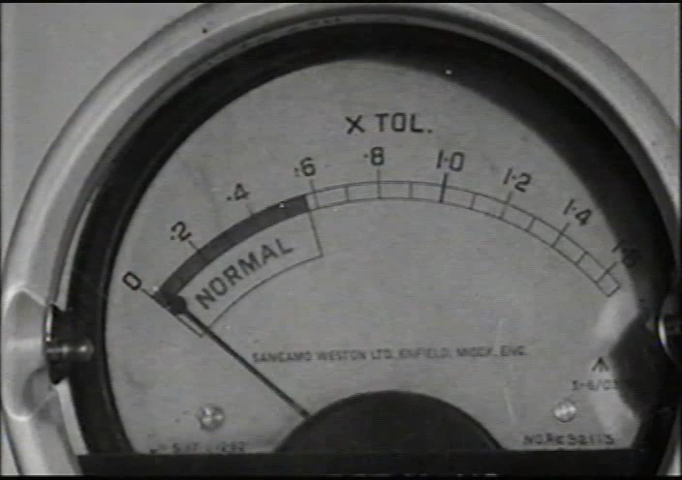 X TOL.
0 .2 .4 .6 .8 1.0 1.2 1.4 1.6
NORMAL
SANGAMO WESTON LTD. ENFIELD, MIDDX. ENG.